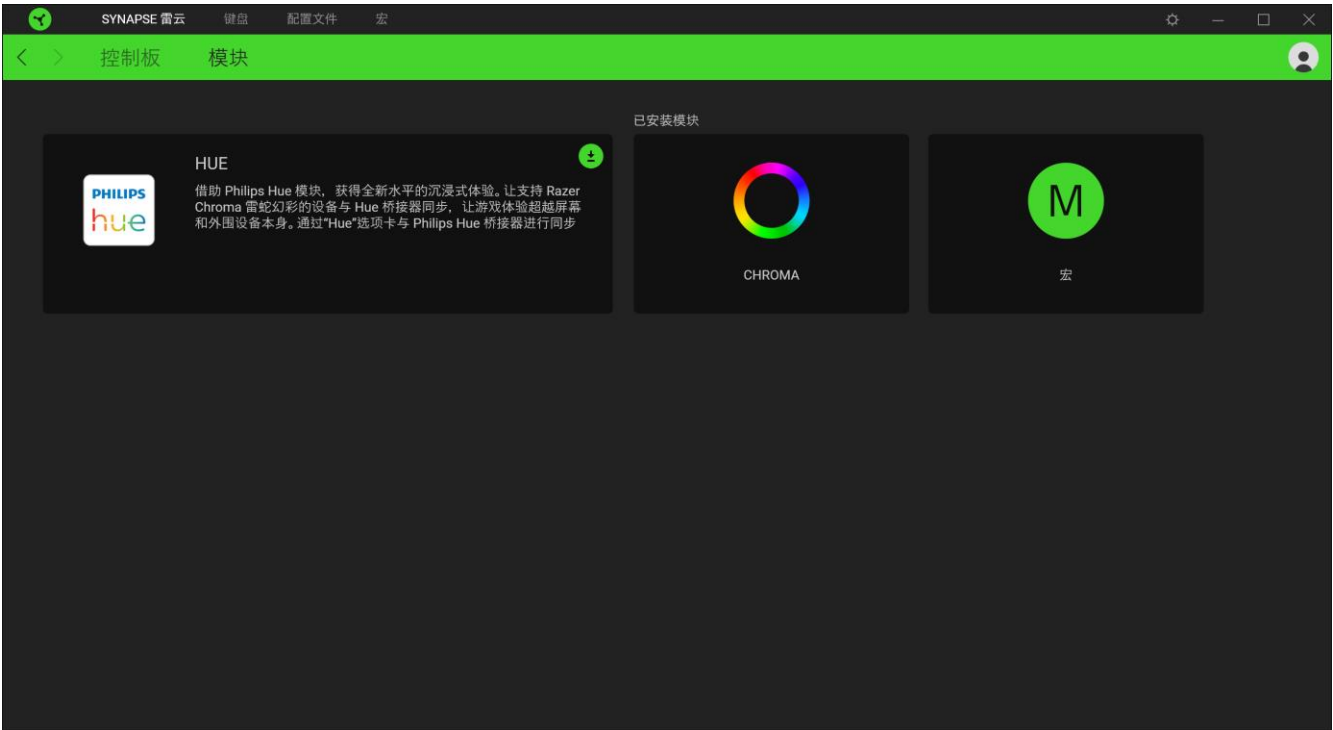 SYNAPSE 雷云 键盘 配置文件 宏
控制板 模块
已安装模块
HUE
PHILIPS
hue
借助 Philips Hue 模块，获得全新水平的沉浸式体验。让支持 Razer
Chroma 雷蛇幻彩的设备与 Hue 桥接器同步，让游戏体验超越屏幕
和外围设备本身。通过“Hue”选项卡与 Philips Hue 桥接器进行同步
CHROMA
M
宏